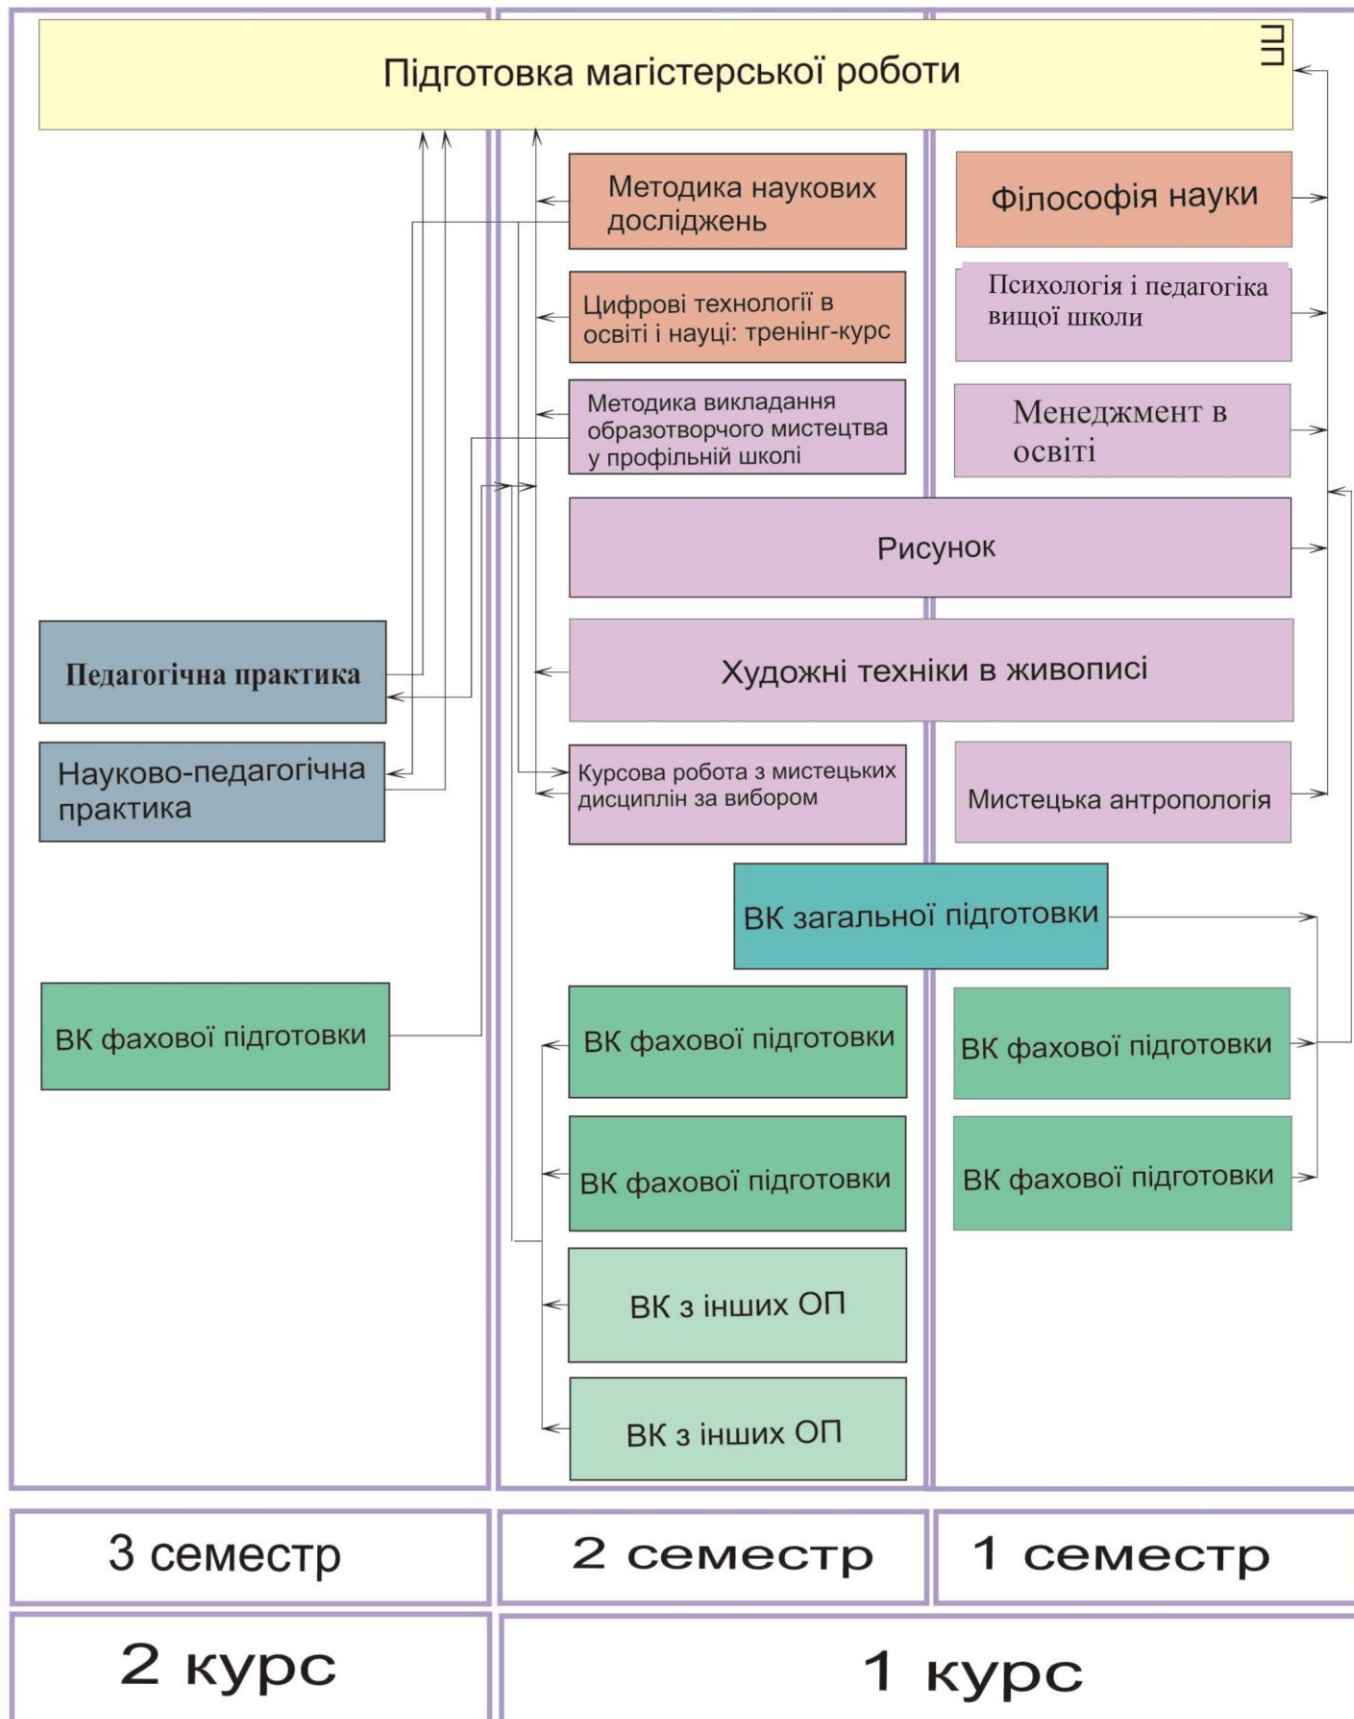 ПП
Підготовка магістерської роботи
Методика наукових
досліджень
Філософія науки
Цифрові технології в
освіті і науці: тренінг-курс
Психологія і педагогіка
вищої школи
Методика викладання
образотворчого мистецтва
у профільній школі
Менеджмент в
освіті
Рисунок
Педагогічна практика
Художні техніки в живописі
Науково-педагогічна
практика
Курсова робота з мистецьких
дисциплін за вибором
Мистецька антропологія
ВК загальної підготовки
ВК фахової підготовки
ВК фахової підготовки
ВК фахової підготовки
ВК фахової підготовки
ВК фахової підготовки
ВК з інших ОП
ВК з інших ОП
3 семестр
2 семестр
1 семестр
2 курс
1 курс